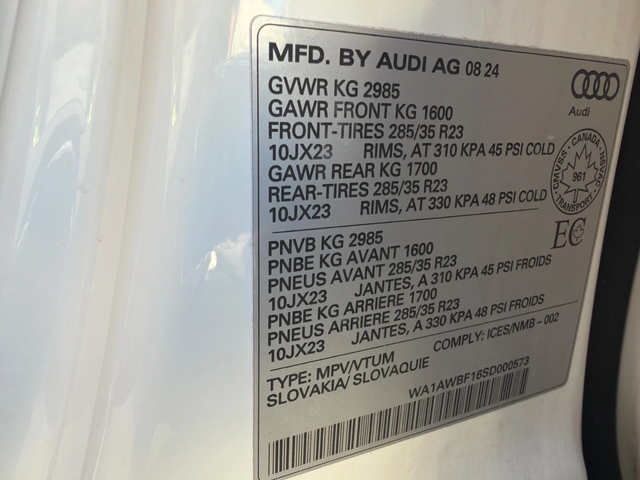 MFD. BY AUDI AG 08 24
GVWR KG 2985
GAWR FRONT KG 1600
FRONT-TIRES 285/35 R23
10JX23 RIMS, AT 310 KPA 45 PSI COLD
GAWR REAR KG 1700
REAR-TIRES 285/35 R23
10JX23 RIMS, AT 330 KPA 48 PSI COLD
Audi
CANADA
CMVSS NSVAC
961
TRANSPORT
EC
PNVB KG 2985
PNBE KG AVANT 1600
PNEUS AVANT 285/35 R23
10JX23 JANTES, A 310 KPA 45 PSI FROIDS
PNBE KG ARRIERE 1700
PNEUS ARRIERE 285/35 R23
10JX23 JANTES, A 330 KPA 48 PSI FROIDS
COMPLY: ICES/NMB-002
TYPE: MPV/VTUM
SLOVAKIA/ SLOVAQUIE
WA1AWBF16SD000573